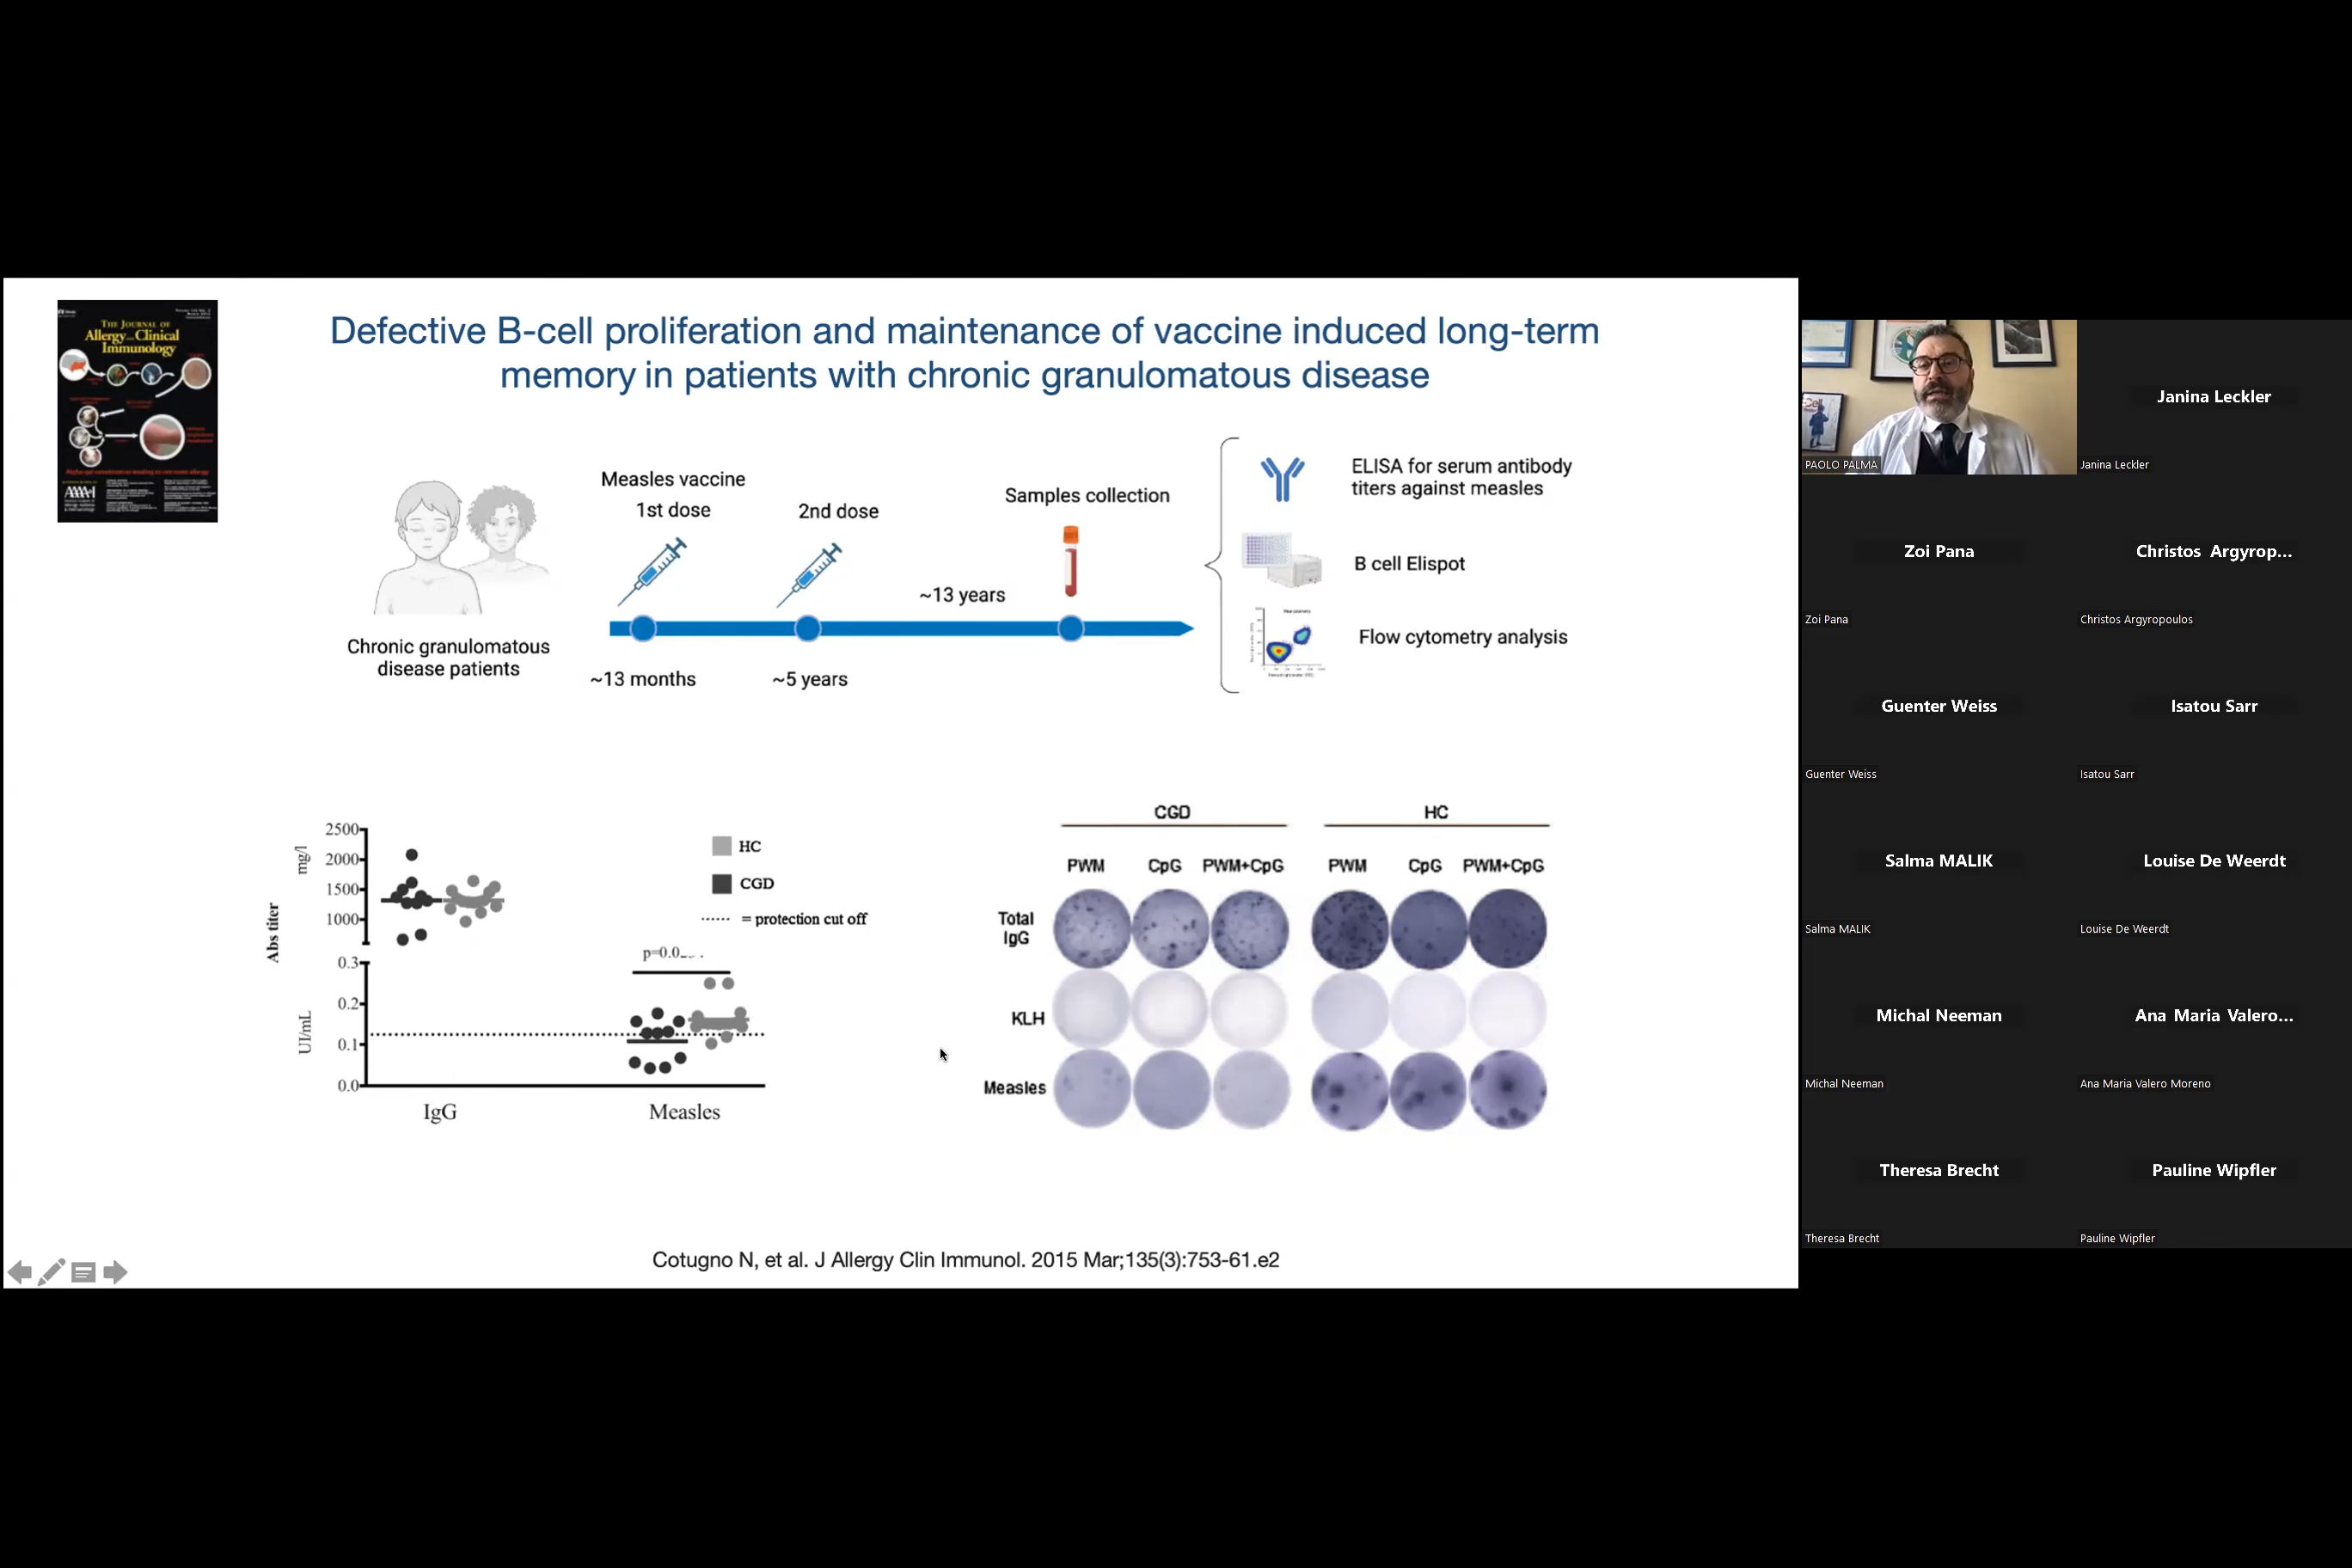 THE JOURNAL OF
Allergy and Clinical
Immunology
Defective B-cell proliferation and maintenance of vaccine induced long-term
memory in patients with chronic granulomatous disease
Measles vaccine
1st dose
2nd dose
Samples collection
~13 years
Chronic granulomatous
disease patients
~13 months
~5 years
ELISA for serum antibody
titers against measles
B cell Elispot
Flow cytometry analysis
2500
2000
1500
1000
mg/l
Abs titer
0.3
0.2
0.1
0.0
UI/mL
HC
CGD
= protection cut off
IgG
Measles
CGD
HC
PWM CpG PWM+CpG
PWM CpG PWM+CpG
Total
IgG
KLH
Measles
Cotugno N, et al. J Allergy Clin Immunol. 2015 Mar;135(3):753-61.e2
PAOLO PALMA
Janina Leckler
Janina Leckler
Zoi Pana
Zoi Pana
Christos Argyrop...
Christos Argyropoulos
Guenter Weiss
Guenter Weiss
Isatou Sarr
Isatou Sarr
Salma MALIK
Salma MALIK
Louise De Weerdt
Louise De Weerdt
Michal Neeman
Michal Neeman
Ana Maria Valero...
Ana Maria Valero Moreno
Theresa Brecht
Theresa Brecht
Pauline Wipfler
Pauline Wipfler